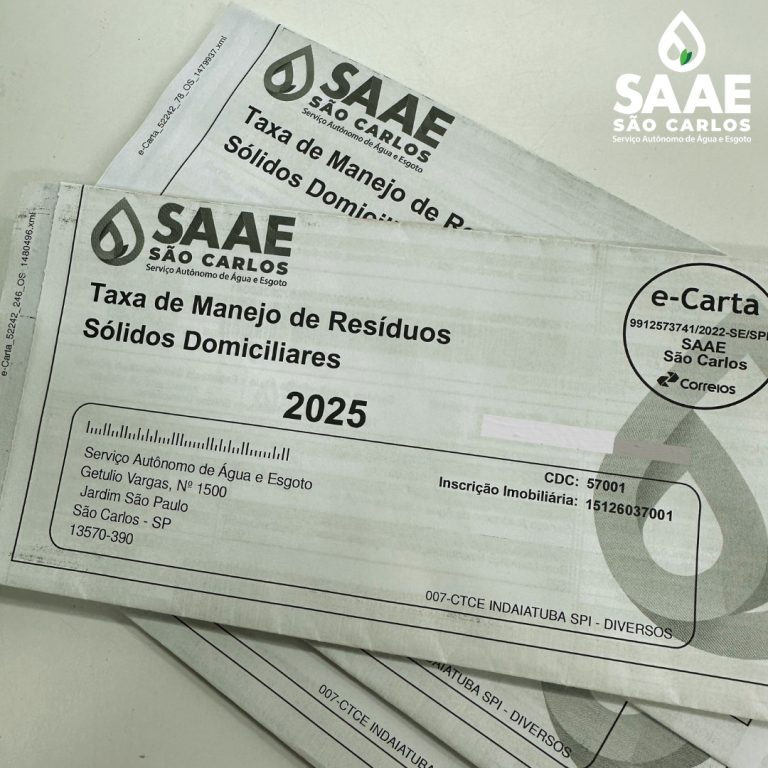 SAAE
SÃO CARLOS
Serviço Autônomo de Água e Esgoto
e-Carta_52242_78_OS_1479937.xml
SAAE
SÃO CARLOS
Serviço Autônomo de Água e Esgoto
Taxa de Manejo de
Sólidos
e-Carta_52242_246_OS_1480496.xml
SAAE
SÃO CARLOS
Serviço Autônomo de Água e Esgoto
Taxa de Manejo de Resíduos
Sólidos Domiciliares
2025
e-Carta
9912573741/2022-SE/SPI
SAAE
São Carlos
Correios
Serviço Autônomo de Água e Esgoto
Getulio Vargas, Nº 1500
Jardim São Paulo
São Carlos - SP
13570-390
CDC: 57001
Inscrição Imobiliária: 15126037001
007-CTCE INDAIATUBA SPI - DIVERSOS
INDAIATUBA SPI - DIVERSOS
007-CTCE INDAIATUBA